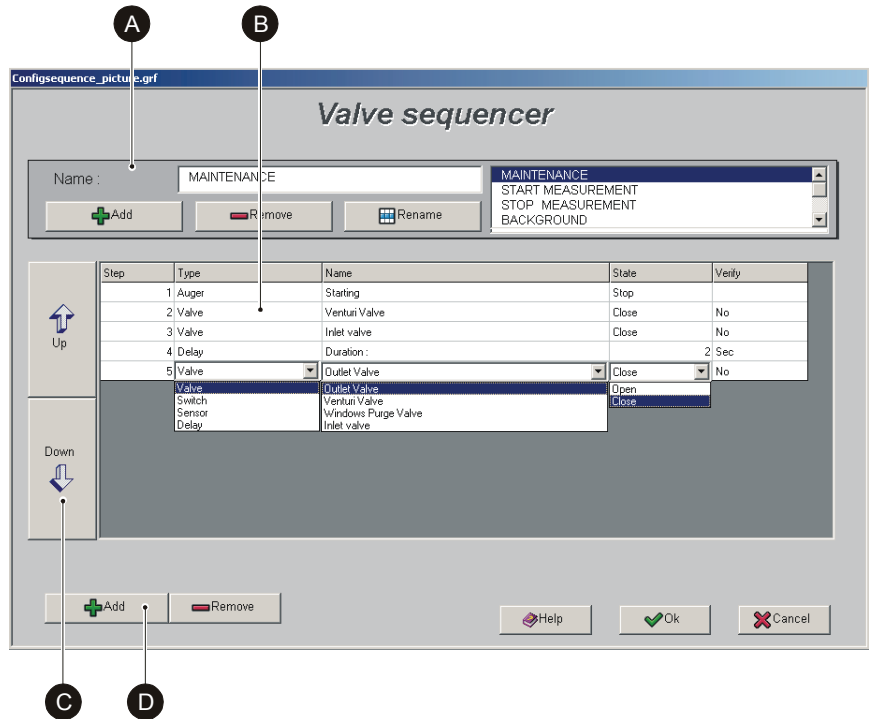 A B
Configsequence_picture.grf
Valve sequencer
Name : MAINTENANCE
MAINTENANCE
START MEASUREMENT
STOP MEASUREMENT
BACKGROUND
Add Remove Rename
Step Type Name State Verify
1 Auger Starting Stop
2 Valve Venturi Valve Close No
3 Valve Inlet valve Close No
4 Delay Duration : 2 Sec
5 Valve Outlet Valve Close No
Valve Outlet Valve Open
Switch Venturi Valve Close
Sensor Windows Purge Valve
Delay Inlet valve
Up
Down
Add Remove
Help Ok Cancel
C D